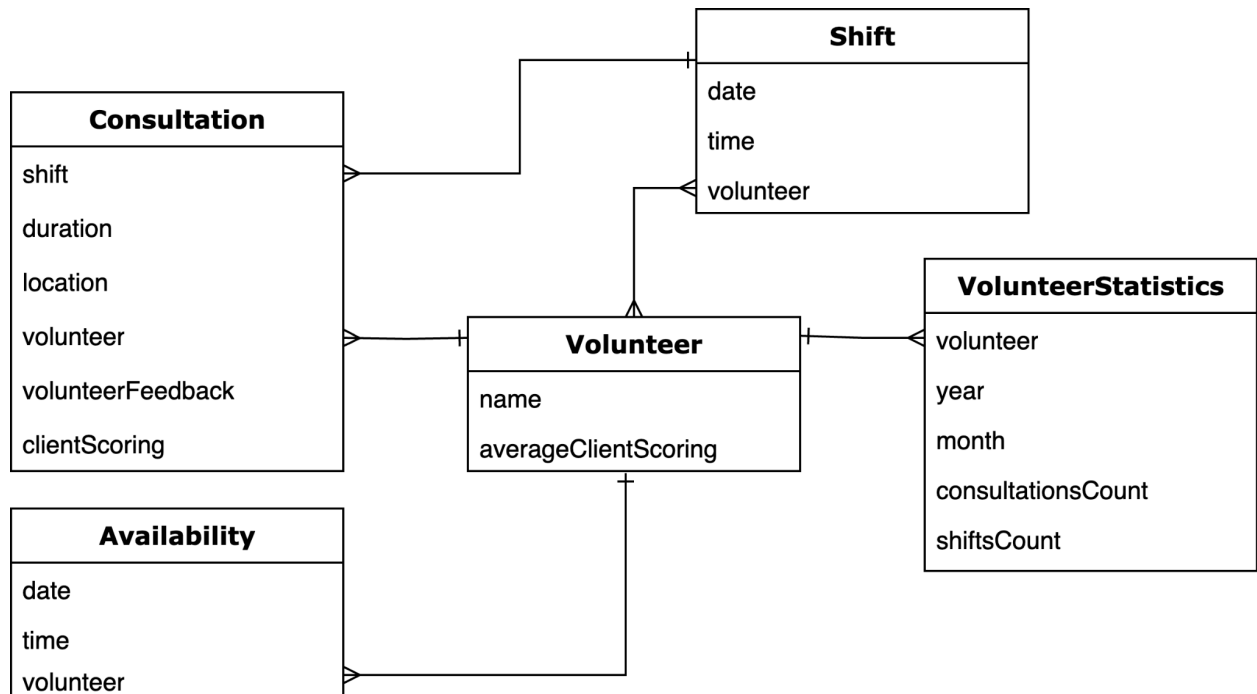 Shift
date
time
volunteer
Consultation
shift
duration
location
volunteer
volunteerFeedback
clientScoring
VolunteerStatistics
volunteer
year
month
consultationsCount
shiftsCount
Volunteer
name
averageClientScoring
Availability
date
time
volunteer